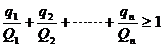 q₁/Q₁ + q₂/Q₂ + ------ + qₙ/Qₙ ≥ 1